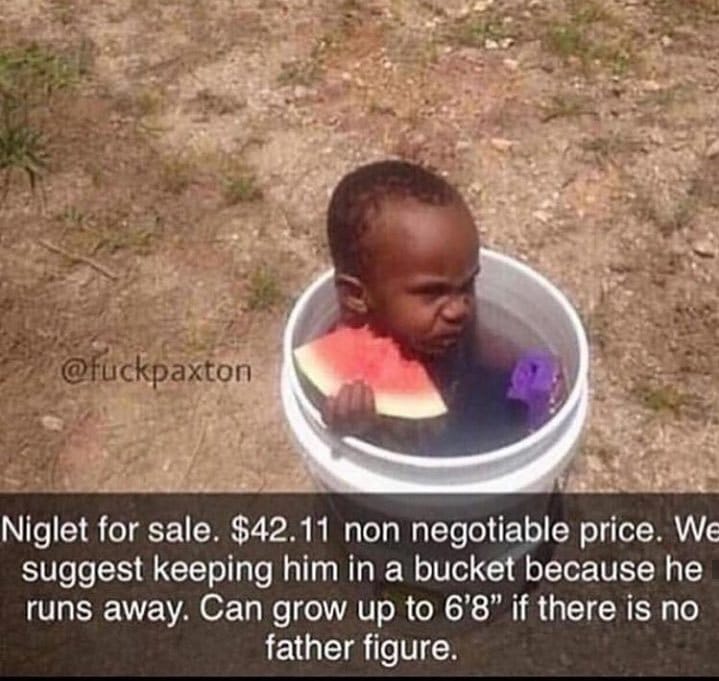 @fuckpaxton
Niglet for sale. $42.11 non negotiable price. We
suggest keeping him in a bucket because he
runs away. Can grow up to 6’8” if there is no
father figure.